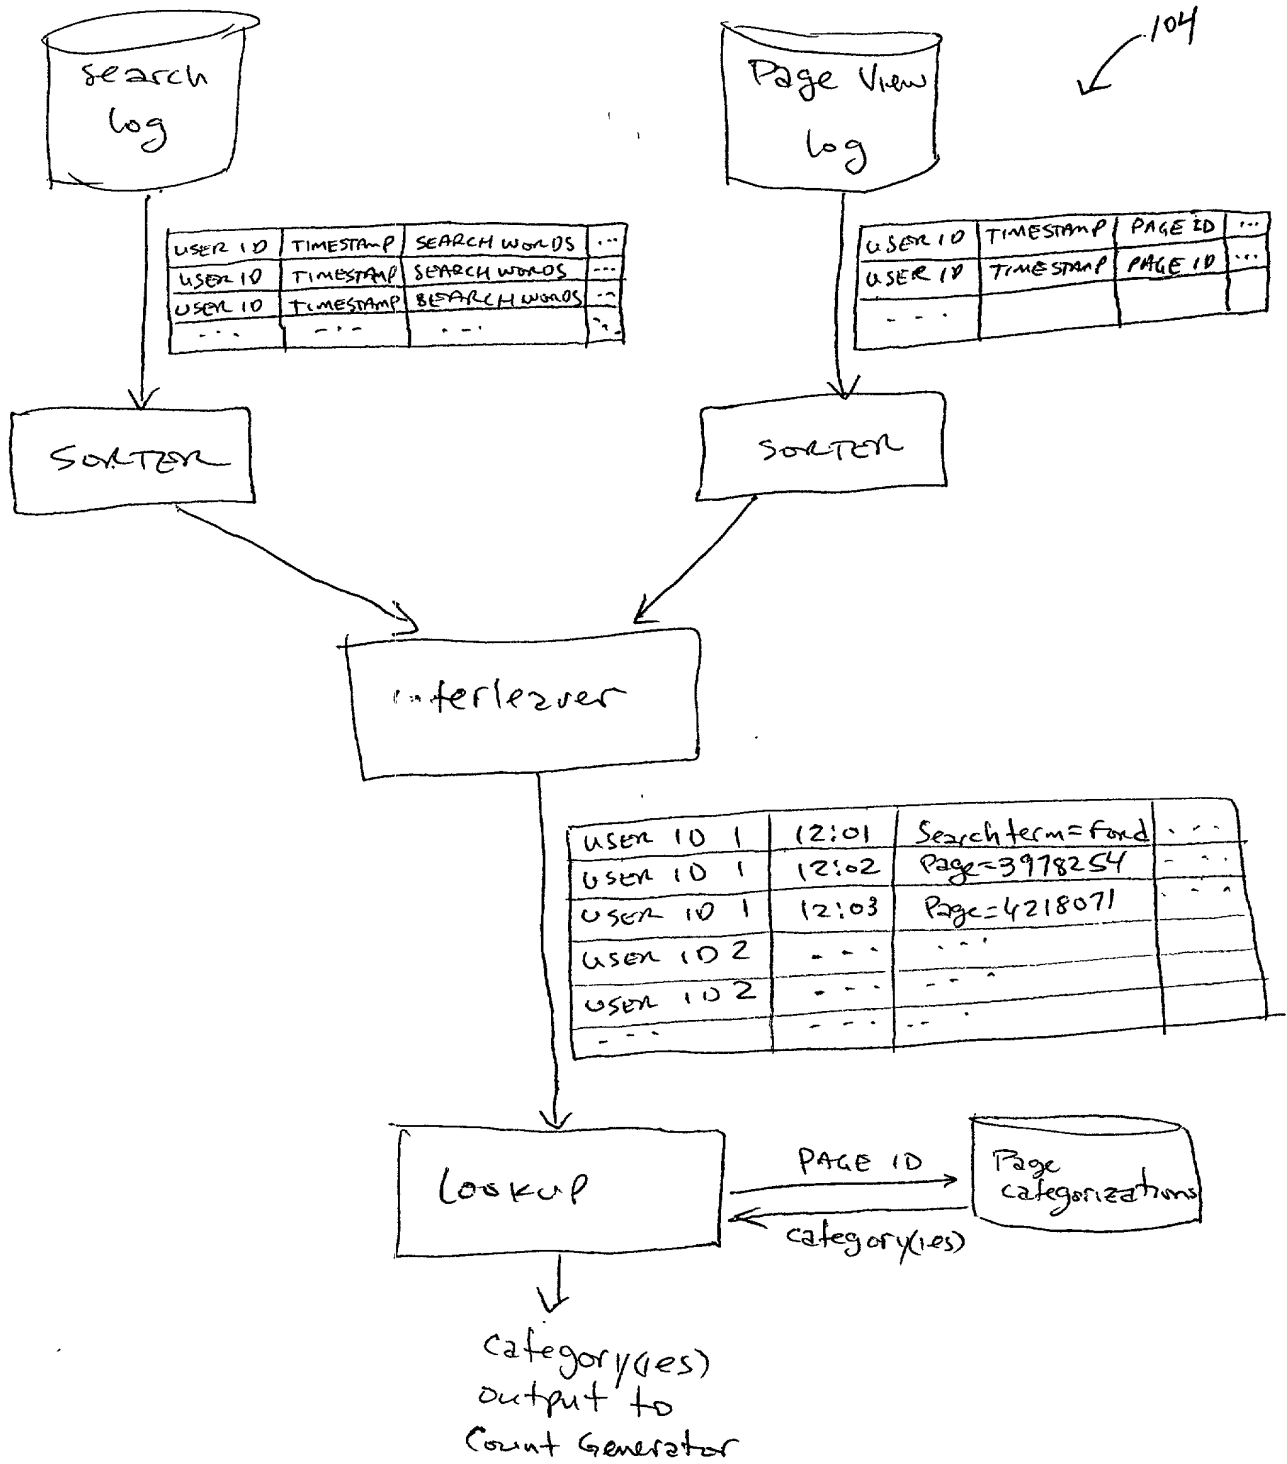 104
Search
Log
Page View
Log
USER ID TIMESTAMP SEARCH WORDS ...
USER ID TIMESTAMP SEARCH WORDS ...
USER ID TIMESTAMP SEARCH WORDS ...
... ... ... ...
USER ID TIMESTAMP PAGE ID ...
USER ID TIMESTAMP PAGE ID ...
...
SORTER
SORTER
interleaver
USER ID 1 12:01 Search term=Ford ...
USER ID 1 12:02 Page=3978254 ...
USER ID 1 12:03 Page=4218071 ...
USER ID 2 ... ...
USER ID 2 ... ...
... ... ...
Lookup
PAGE ID
category(ies)
Page
categorizations
category(ies)
output to
Count Generator